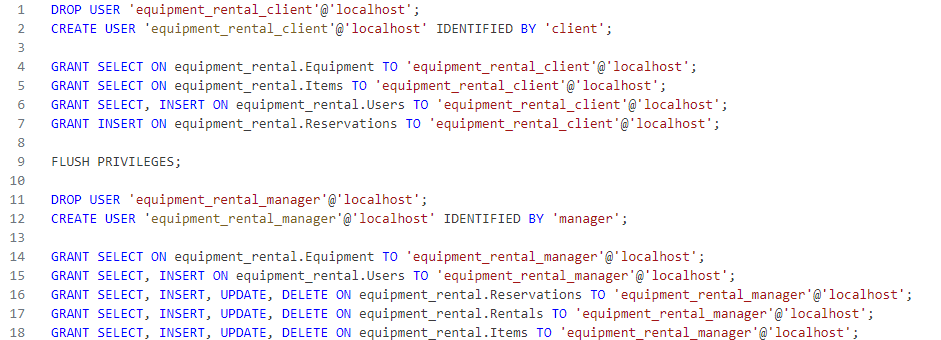 1 DROP USER 'equipment_rental_client'@'localhost';
2 CREATE USER 'equipment_rental_client'@'localhost' IDENTIFIED BY 'client';
3
4 GRANT SELECT ON equipment_rental.Equipment TO 'equipment_rental_client'@'localhost';
5 GRANT SELECT ON equipment_rental.Items TO 'equipment_rental_client'@'localhost';
6 GRANT SELECT, INSERT ON equipment_rental.Users TO 'equipment_rental_client'@'localhost';
7 GRANT INSERT ON equipment_rental.Reservations TO 'equipment_rental_client'@'localhost';
8
9 FLUSH PRIVILEGES;
10
11 DROP USER 'equipment_rental_manager'@'localhost';
12 CREATE USER 'equipment_rental_manager'@'localhost' IDENTIFIED BY 'manager';
13
14 GRANT SELECT ON equipment_rental.Equipment TO 'equipment_rental_manager'@'localhost';
15 GRANT SELECT, INSERT ON equipment_rental.Users TO 'equipment_rental_manager'@'localhost';
16 GRANT SELECT, INSERT, UPDATE, DELETE ON equipment_rental.Reservations TO 'equipment_rental_manager'@'localhost';
17 GRANT SELECT, INSERT, UPDATE, DELETE ON equipment_rental.Rentals TO 'equipment_rental_manager'@'localhost';
18 GRANT SELECT, INSERT, UPDATE, DELETE ON equipment_rental.Items TO 'equipment_rental_manager'@'localhost';